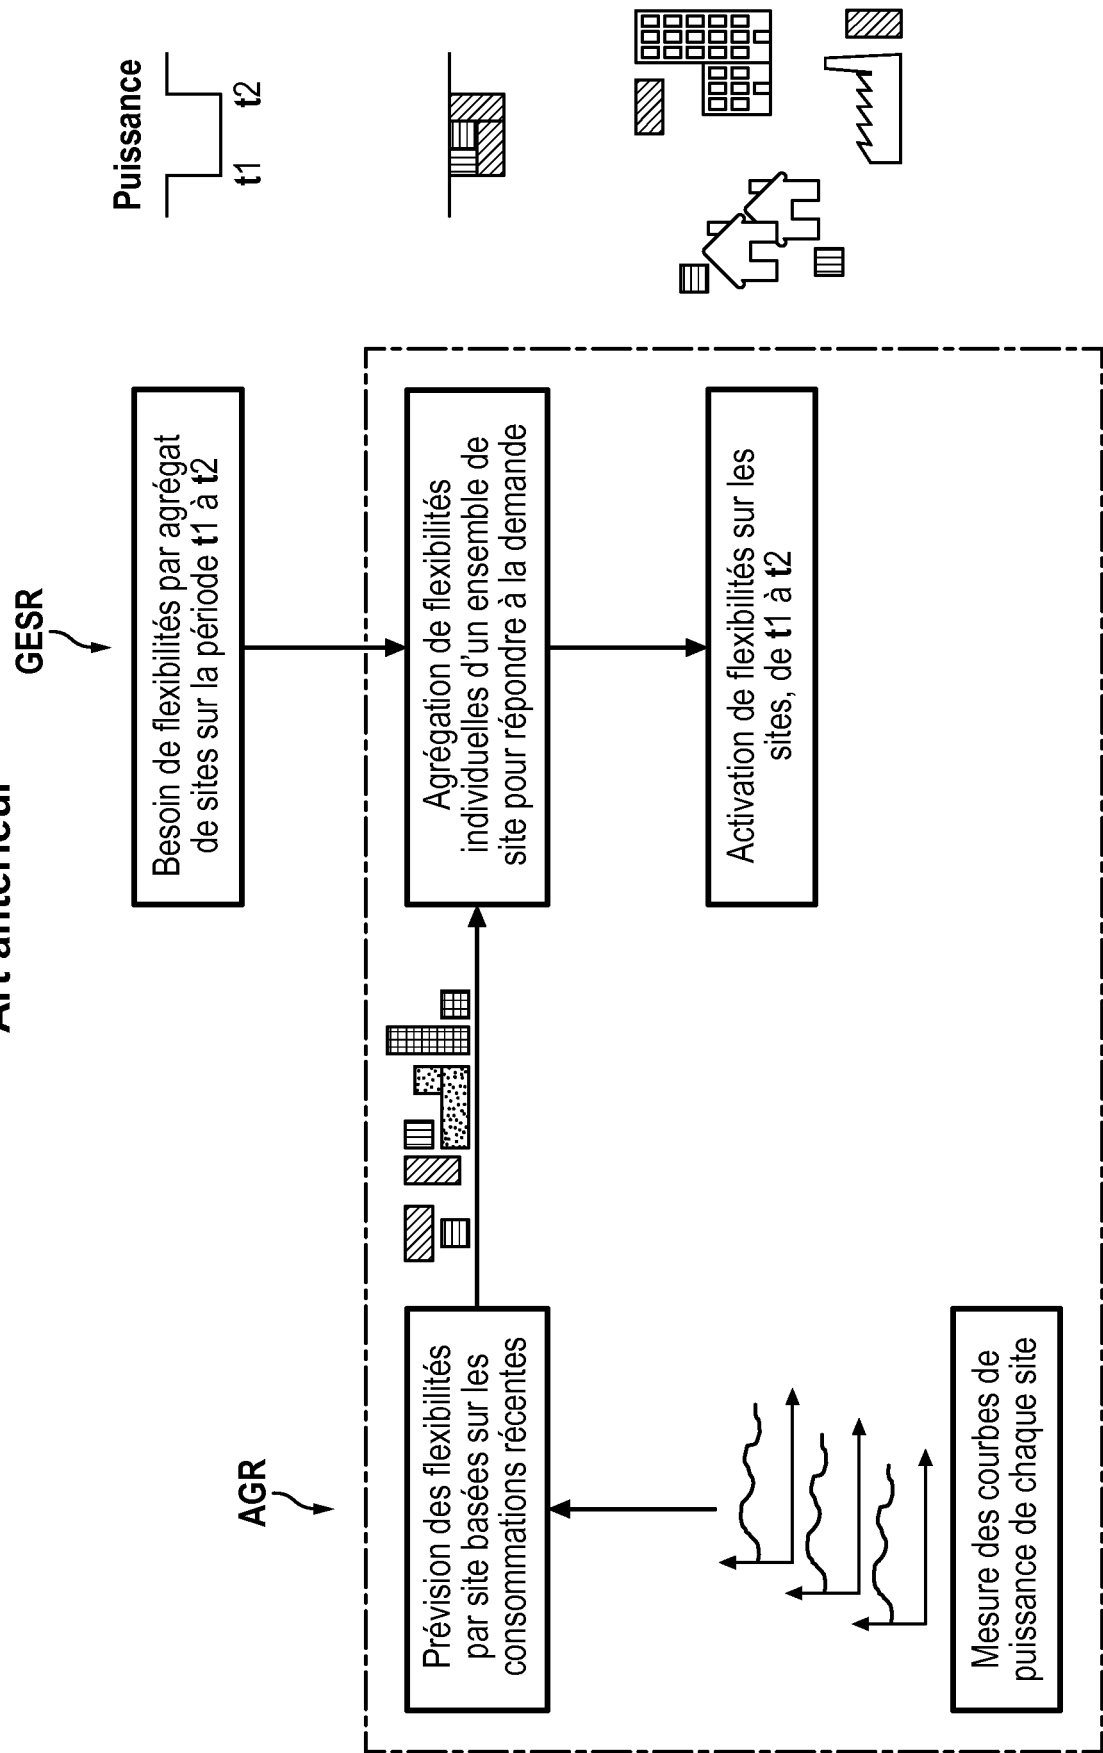 GESR
Puissance
t1
t2
Besoin de flexibilités par agrégat
de sites sur la période t1 à t2
AGR
Prévision des flexibilités
par site basées sur les
consommations récentes
Agrégation de flexibilités
individuelles d'un ensemble de
site pour répondre à la demande
Activation de flexibilités sur les
sites, de t1 à t2
Mesure des courbes de
puissance de chaque site